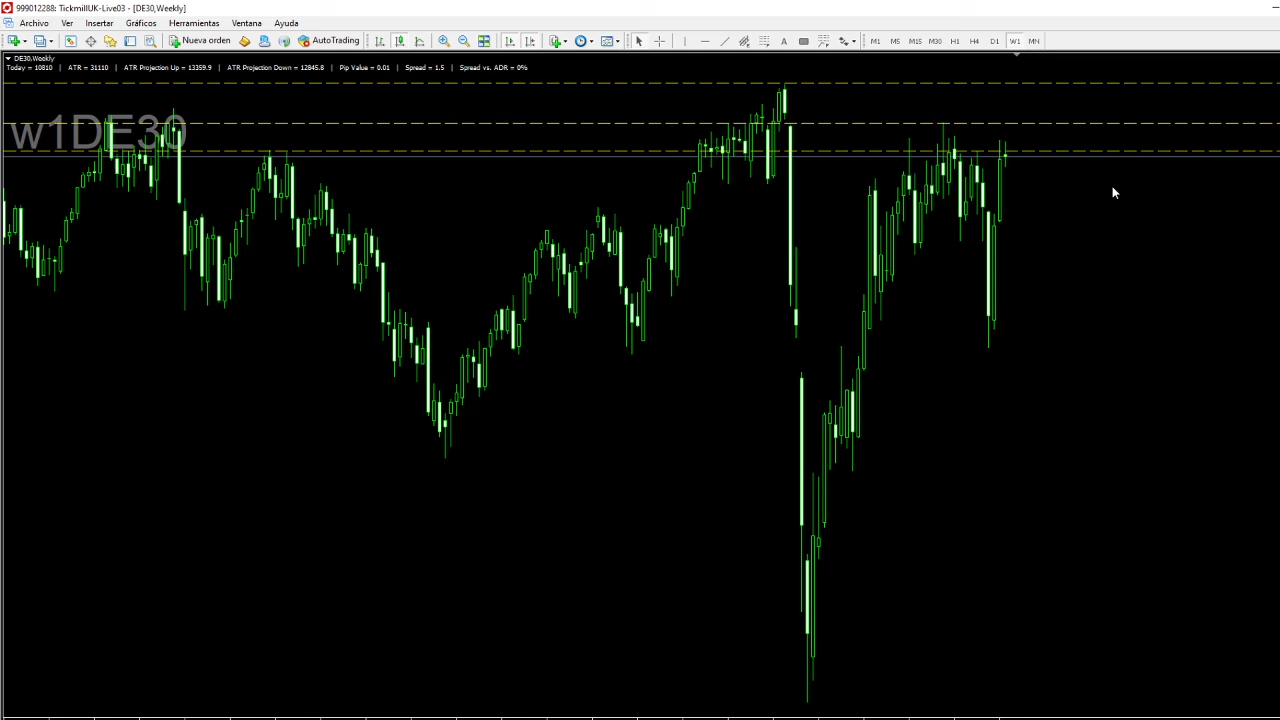 999012288: TickmillUK-Live03 - [DE30,Weekly]
Archivo Ver Insertar Gráficos Herramientas Ventana Ayuda
Nueva orden AutoTrading A M1 M5 M15 M30 H1 H4 D1 W1 MN
DE30,Weekly
Today = 10810 | ATR = 31110 | ATR Projection Up = 13359.9 | ATR Projection Down = 12845.8 | Pip Value = 0.01 | Spread = 1.5 | Spread vs. ADR = 0%
w1DE30